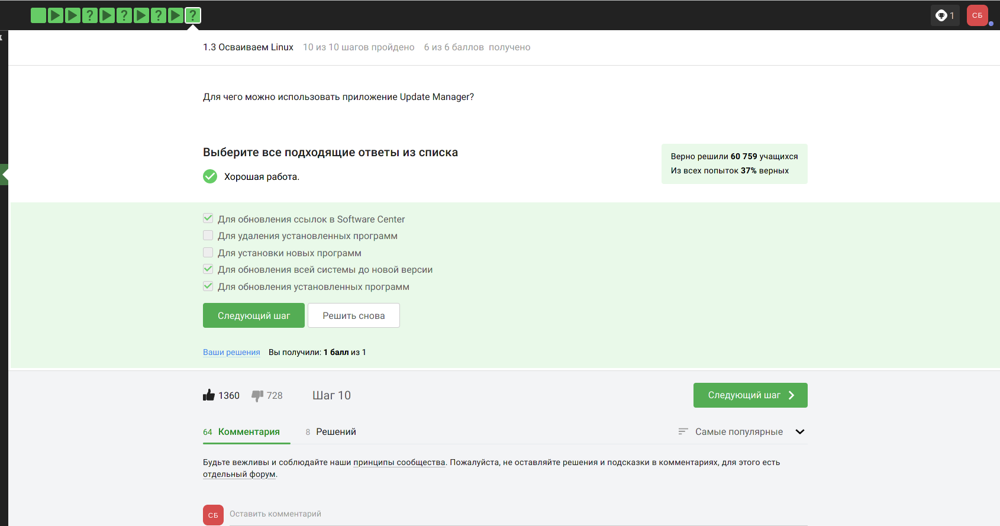 ? ? ? ?
1
СБ
1.3 Осваиваем Linux 10 из 10 шагов пройдено 6 из 6 баллов получено
Для чего можно использовать приложение Update Manager?
Выберите все подходящие ответы из списка
Хорошая работа.
Верно решили 60 759 учащихся
Из всех попыток 37% верных
Для обновления ссылок в Software Center
Для удаления установленных программ
Для установки новых программ
Для обновления всей системы до новой версии
Для обновления установленных программ
Следующий шаг Решить снова
Ваши решения Вы получили: 1 балл из 1
1360 728 Шаг 10 Следующий шаг
64 Комментария 8 Решений Самые популярные
Будьте вежливы и соблюдайте наши принципы сообщества. Пожалуйста, не оставляйте решения и подсказки в комментариях, для этого есть
отдельный форум.
СБ Оставить комментарий